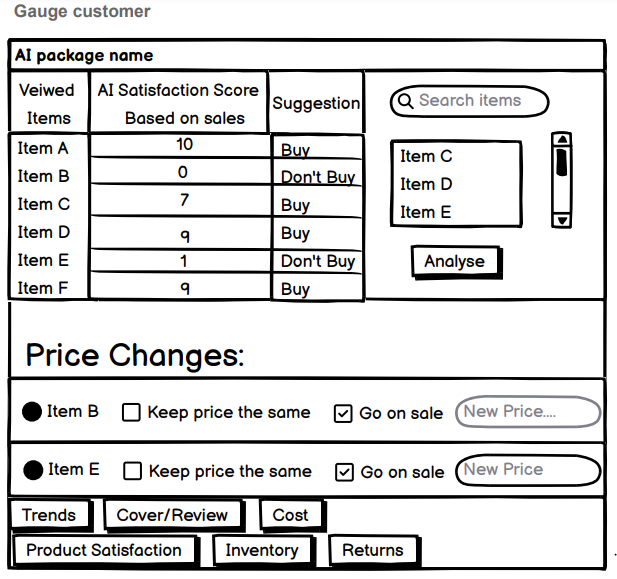 Gauge customer
AI package name
Veiwed Items
AI Satisfaction Score Based on sales
Suggestion
Search items
Item A 10 Buy
Item B 0 Don't Buy
Item C 7 Buy
Item D 9 Buy
Item E 1 Don't Buy
Item F 9 Buy
Item C
Item D
Item E
Analyse
Price Changes:
Item B Keep price the same Go on sale New Price....
Item E Keep price the same Go on sale New Price
Trends Cover/Review Cost
Product Satisfaction Inventory Returns
.